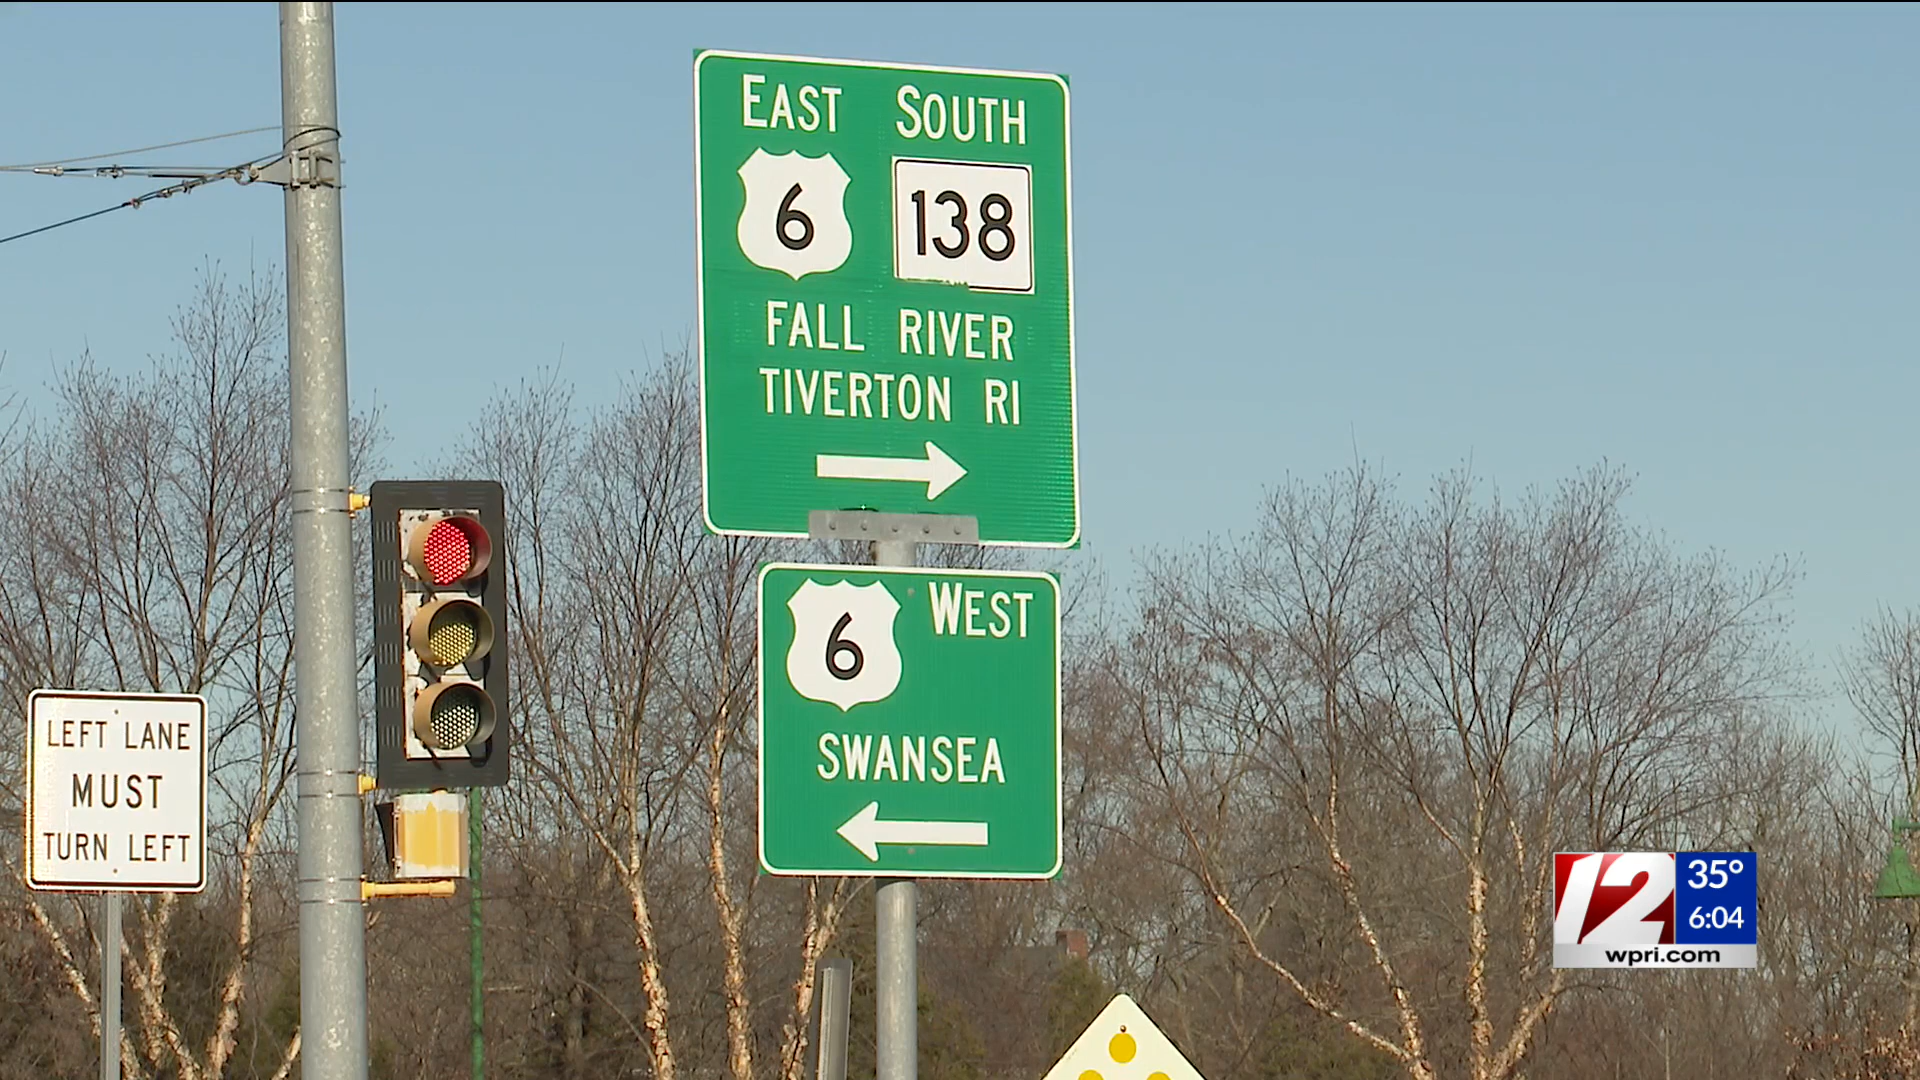 EAST SOUTH
6 138
FALL RIVER
TIVERTON RI
6 WEST
SWANSEA
LEFT LANE
MUST
TURN LEFT
12 35°
6:04
wpri.com